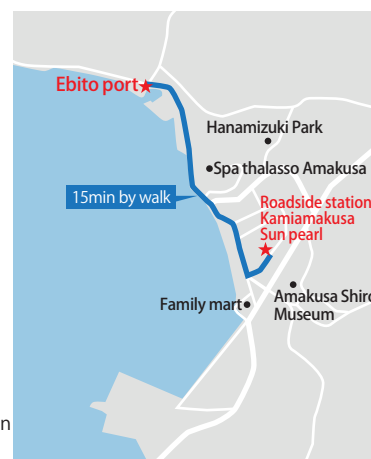 Ebito port
Hanamizuki Park
Spa thalasso Amakusa
15min by walk
Roadside station
Kamiamakusa
Sun pearl
Amakusa Shiro
Museum
Family mart
n